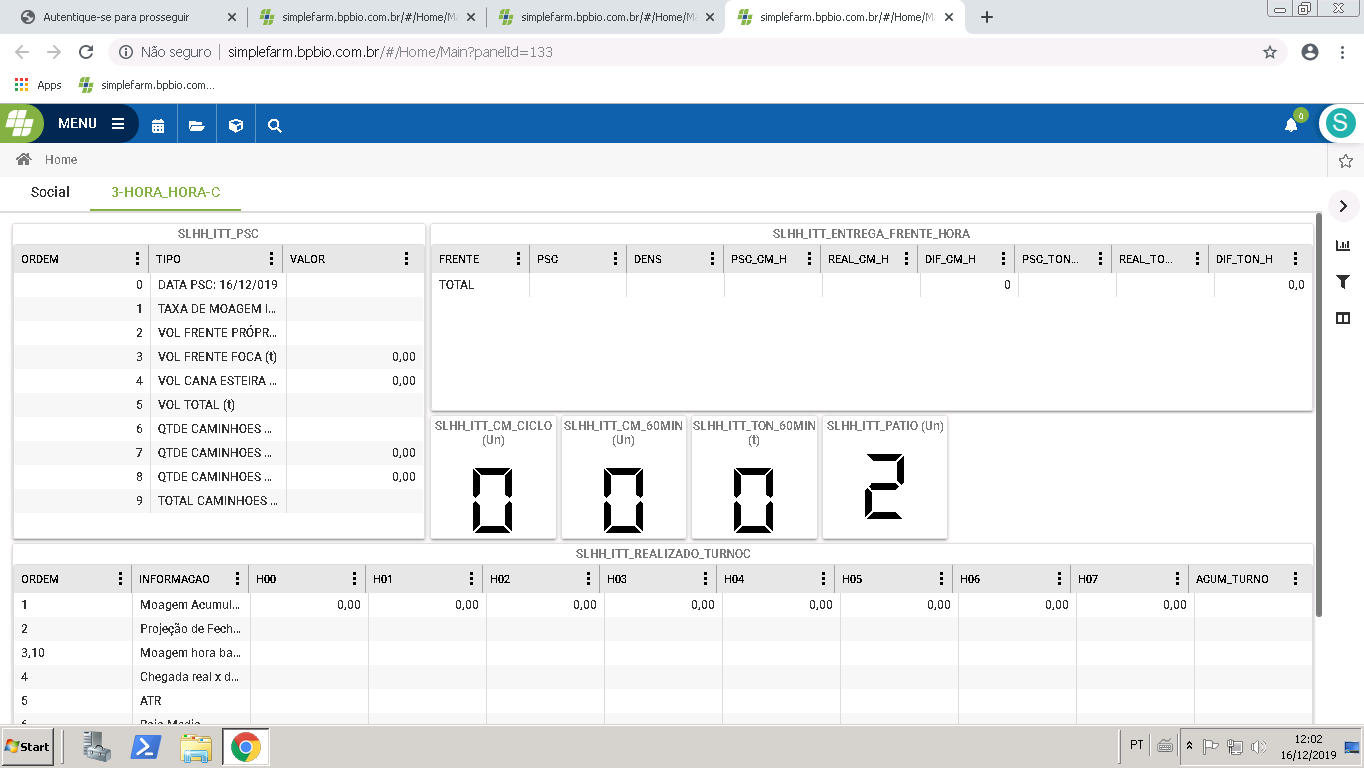 Autentique-se para prosseguir
simplefarm.bpbio.com.br/#/Home/M
simplefarm.bpbio.com.br/#/Home/M
simplefarm.bpbio.com.br/#/Home/M
Não seguro simplefarm.bpbio.com.br/#/Home/Main?panelId=133
Apps simplefarm.bpbio.com...
MENU 0 S
Home
Social 3-HORA_HORA-C
SLHH_ITT_PSC
ORDEM TIPO VALOR
0 DATA PSC: 16/12/019
1 TAXA DE MOAGEM I...
2 VOL FRENTE PRÓPR...
3 VOL FRENTE FOCA (t) 0,00
4 VOL CANA ESTEIRA ... 0,00
5 VOL TOTAL (t)
6 QTDE CAMINHOES ...
7 QTDE CAMINHOES ... 0,00
8 QTDE CAMINHOES ... 0,00
9 TOTAL CAMINHOES ...
SLHH_ITT_ENTREGA_FRENTE_HORA
FRENTE PSC DENS PSC_CM_H REAL_CM_H DIF_CM_H PSC_TON... REAL_TO... DIF_TON_H
TOTAL 0 0,0
SLHH_ITT_CM_CICLO
(Un)
0
SLHH_ITT_CM_60MIN
(Un)
0
SLHH_ITT_TON_60MIN
(t)
0
SLHH_ITT_PATIO (Un)
2
SLHH_ITT_REALIZADO_TURNOC
ORDEM INFORMACAO H00 H01 H02 H03 H04 H05 H06 H07 ACUM_TURNO
1 Moagem Acumul... 0,00 0,00 0,00 0,00 0,00 0,00 0,00 0,00
2 Projeção de Fech...
3,10 Moagem hora ba...
4 Chegada real x d...
5 ATR
Start PT 12:02
16/12/2019